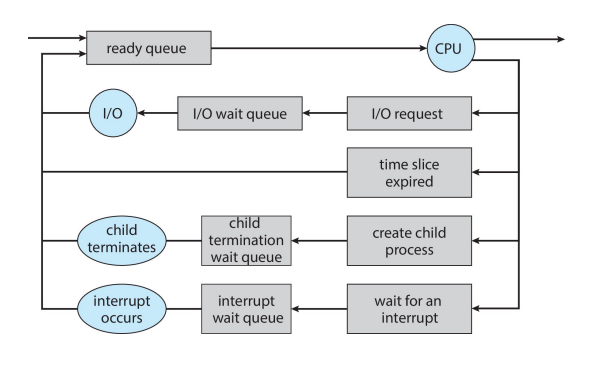 ready queue
CPU
I/O
I/O wait queue
I/O request
time slice
expired
child
terminates
child
termination
wait queue
create child
process
interrupt
occurs
interrupt
wait queue
wait for an
interrupt